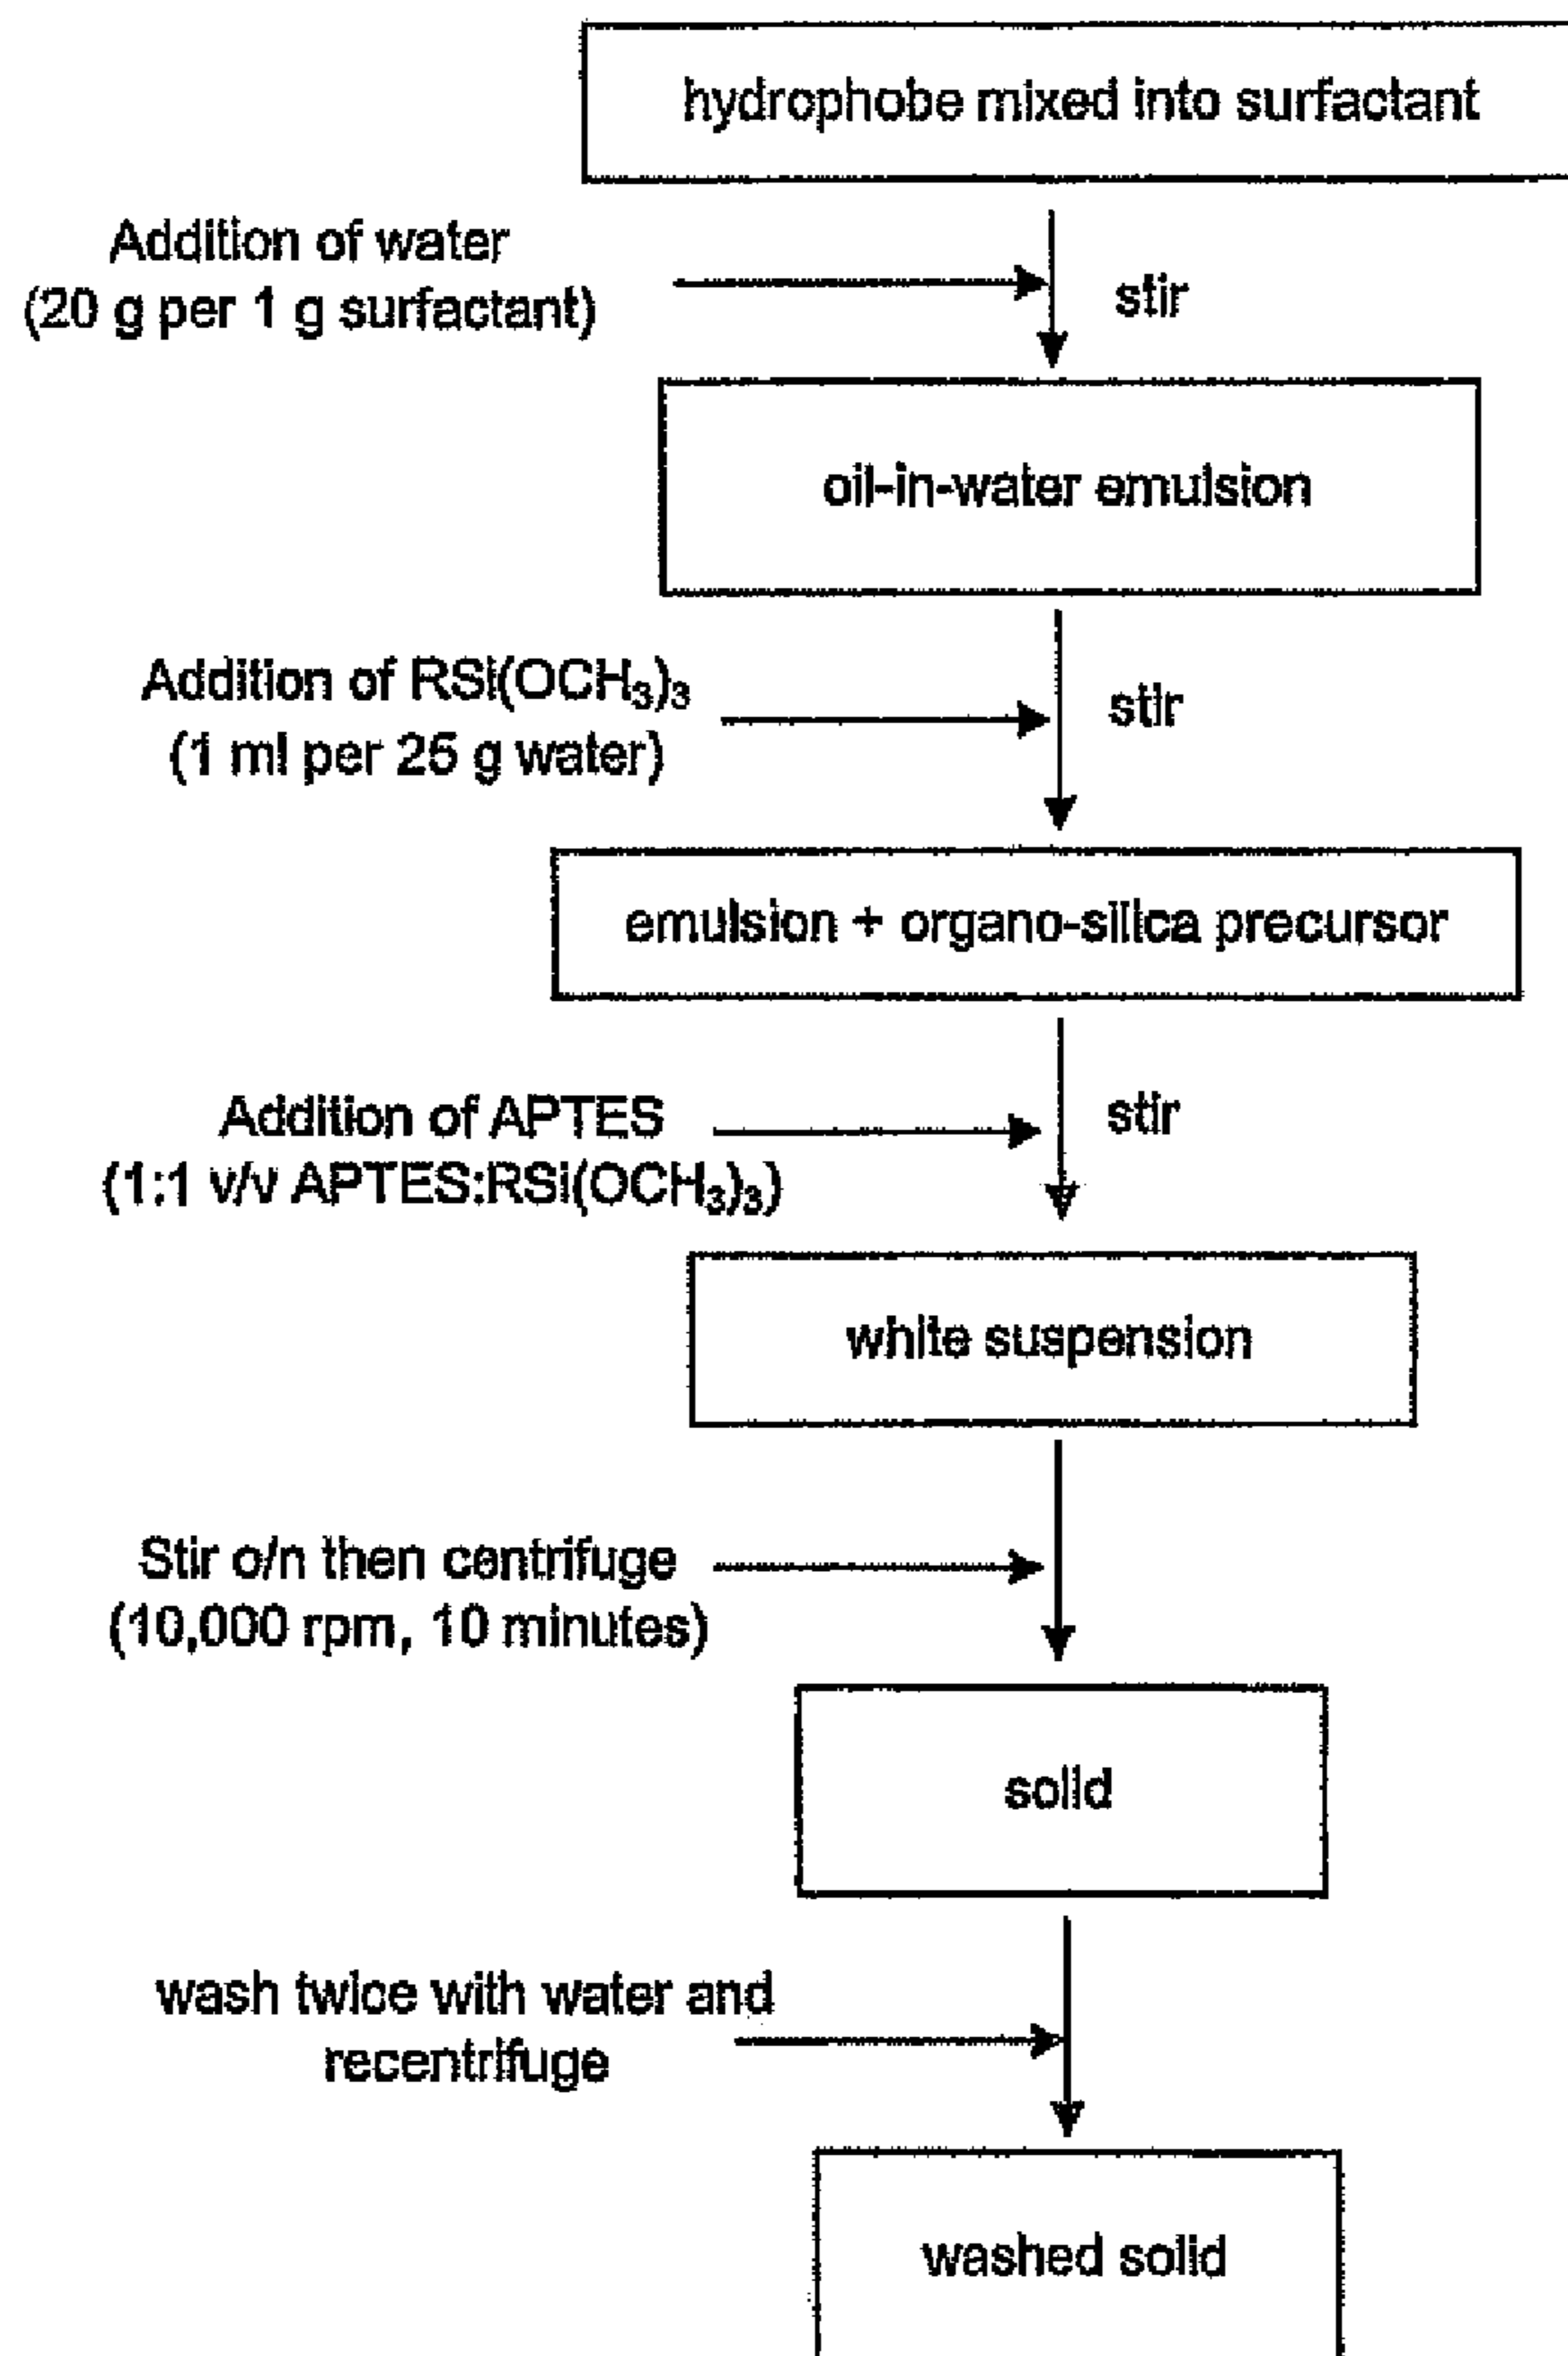 hydrophobe mixed into surfactant
Addition of water
(20 g per 1 g surfactant)
stir
oil-in-water emulsion
Addition of RSi(OCH₃)₃
(1 ml per 25 g water)
stir
emulsion + organo-silica precursor
Addition of APTES
(1:1 v/v APTES:RSi(OCH₃)₃)
stir
white suspension
Stir o/n then centrifuge
(10,000 rpm, 10 minutes)
solid
wash twice with water and
recentrifuge
washed solid